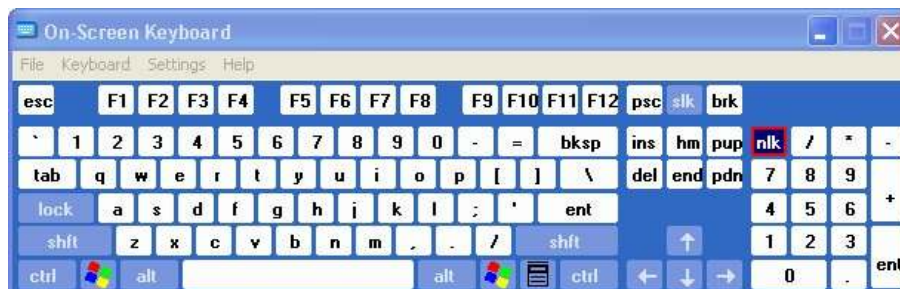 On-Screen Keyboard
File Keyboard Settings Help
esc F1 F2 F3 F4 F5 F6 F7 F8 F9 F10 F11 F12 psc slk brk
` 1 2 3 4 5 6 7 8 9 0 - = bksp ins hm pup nlk / * -
tab q w e r t y u i o p [ ] \ del end pdn 7 8 9 +
lock a s d f g h j k l ; ' ent 4 5 6
shft z x c v b n m , . / shft ↑ 1 2 3 ent
ctrl alt alt ctrl ← ↓ → 0 .